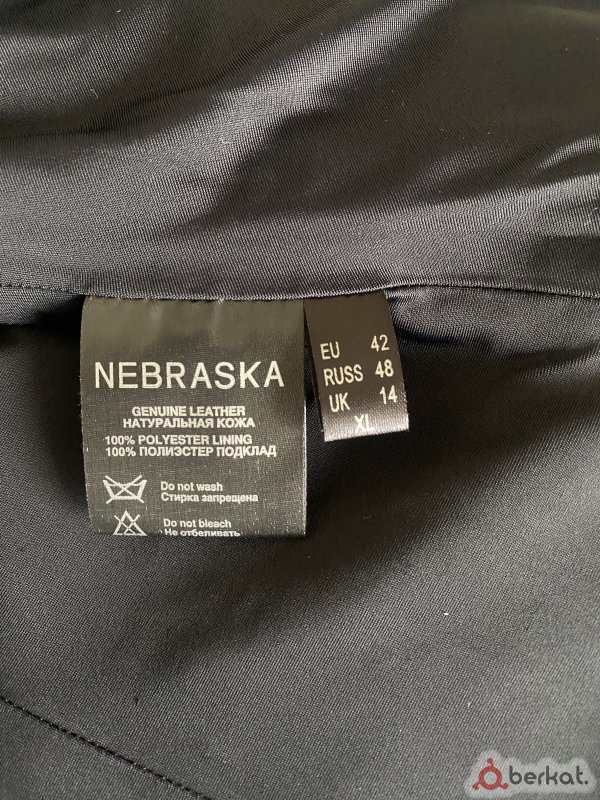 NEBRASKA
GENUINE LEATHER
НАТУРАЛЬНАЯ КОЖА
100% POLYESTER LINING
100% ПОЛИЭСТЕР ПОДКЛАД
Do not wash
Стирка запрещена
Do not bleach
Не отбеливать
EU 42
RUSS 48
UK 14
XL
berkat.